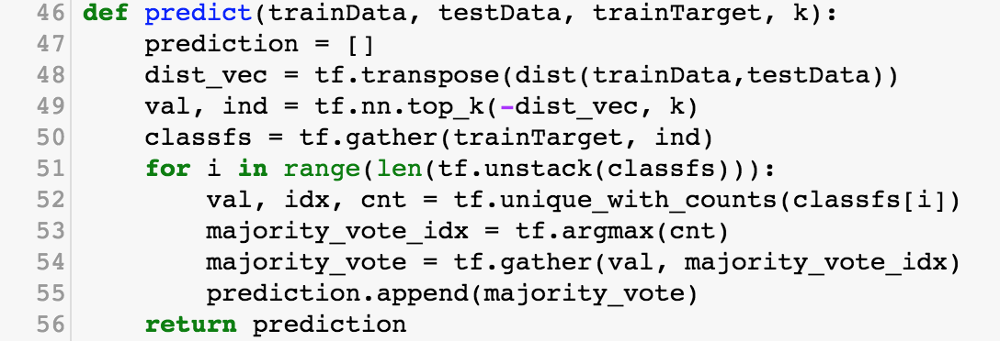 46 def predict(trainData, testData, trainTarget, k):
47     prediction = []
48     dist_vec = tf.transpose(dist(trainData,testData))
49     val, ind = tf.nn.top_k(-dist_vec, k)
50     classfs = tf.gather(trainTarget, ind)
51     for i in range(len(tf.unstack(classfs))):
52         val, idx, cnt = tf.unique_with_counts(classfs[i])
53         majority_vote_idx = tf.argmax(cnt)
54         majority_vote = tf.gather(val, majority_vote_idx)
55         prediction.append(majority_vote)
56     return prediction